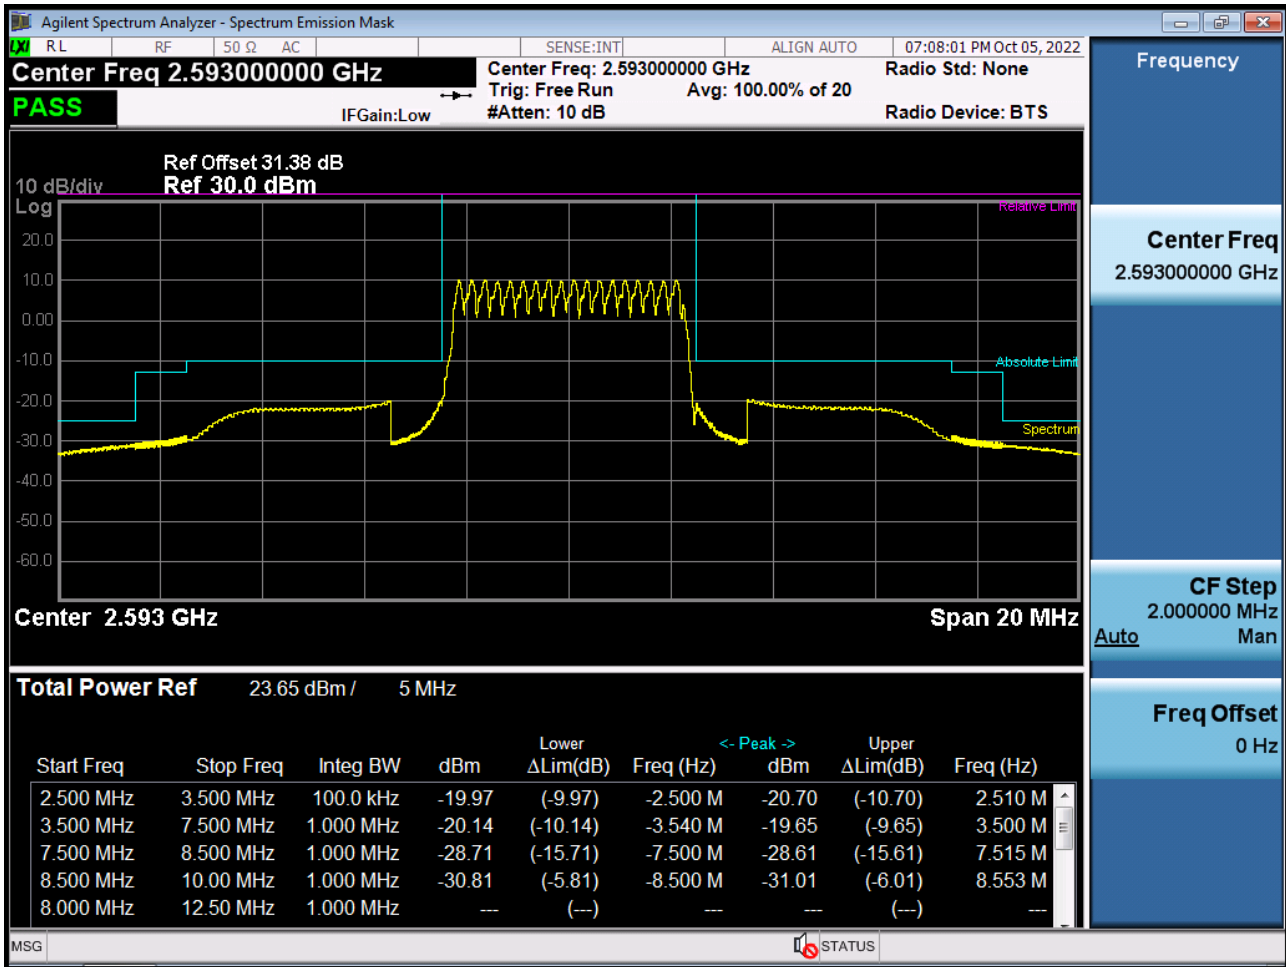 Agilent Spectrum Analyzer - Spectrum Emission Mask
LXI RL RF 50 Ω AC SENSE:INT ALIGN AUTO 07:08:01 PM Oct 05, 2022
Center Freq 2.593000000 GHz
PASS
IFGain:Low
Center Freq: 2.593000000 GHz
Trig: Free Run Avg: 100.00% of 20
#Atten: 10 dB
Radio Std: None
Radio Device: BTS
Ref Offset 31.38 dB
10 dB/div Ref 30.0 dBm
Log
Relative Limit
20.0
10.0
0.00
-10.0
Absolute Limit
-20.0
Spectrum
-30.0
-40.0
-50.0
-60.0
Center 2.593 GHz Span 20 MHz
Total Power Ref 23.65 dBm / 5 MHz
Lower <- Peak -> Upper
Start Freq Stop Freq Integ BW dBm ΔLim(dB) Freq (Hz) dBm ΔLim(dB) Freq (Hz)
2.500 MHz 3.500 MHz 100.0 kHz -19.97 (-9.97) -2.500 M -20.70 (-10.70) 2.510 M
3.500 MHz 7.500 MHz 1.000 MHz -20.14 (-10.14) -3.540 M -19.65 (-9.65) 3.500 M
7.500 MHz 8.500 MHz 1.000 MHz -28.71 (-15.71) -7.500 M -28.61 (-15.61) 7.515 M
8.500 MHz 10.00 MHz 1.000 MHz -30.81 (-5.81) -8.500 M -31.01 (-6.01) 8.553 M
8.000 MHz 12.50 MHz 1.000 MHz --- (---) --- --- (---) ---
MSG STATUS
Frequency
Center Freq
2.593000000 GHz
CF Step
2.000000 MHz
Auto Man
Freq Offset
0 Hz